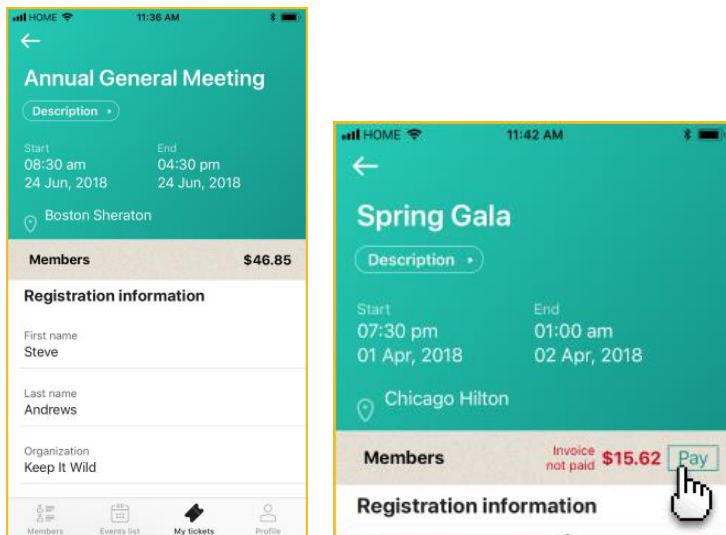 HOME 11:36 AM
Annual General Meeting
Description
Start End
08:30 am 04:30 pm
24 Jun, 2018 24 Jun, 2018
Boston Sheraton
Members $46.85
Registration information
First name
Steve
Last name
Andrews
Organization
Keep It Wild
Members Events list My tickets Profile
HOME 11:42 AM
Spring Gala
Description
Start End
07:30 pm 01:00 am
01 Apr, 2018 02 Apr, 2018
Chicago Hilton
Members Invoice not paid $15.62 Pay
Registration information